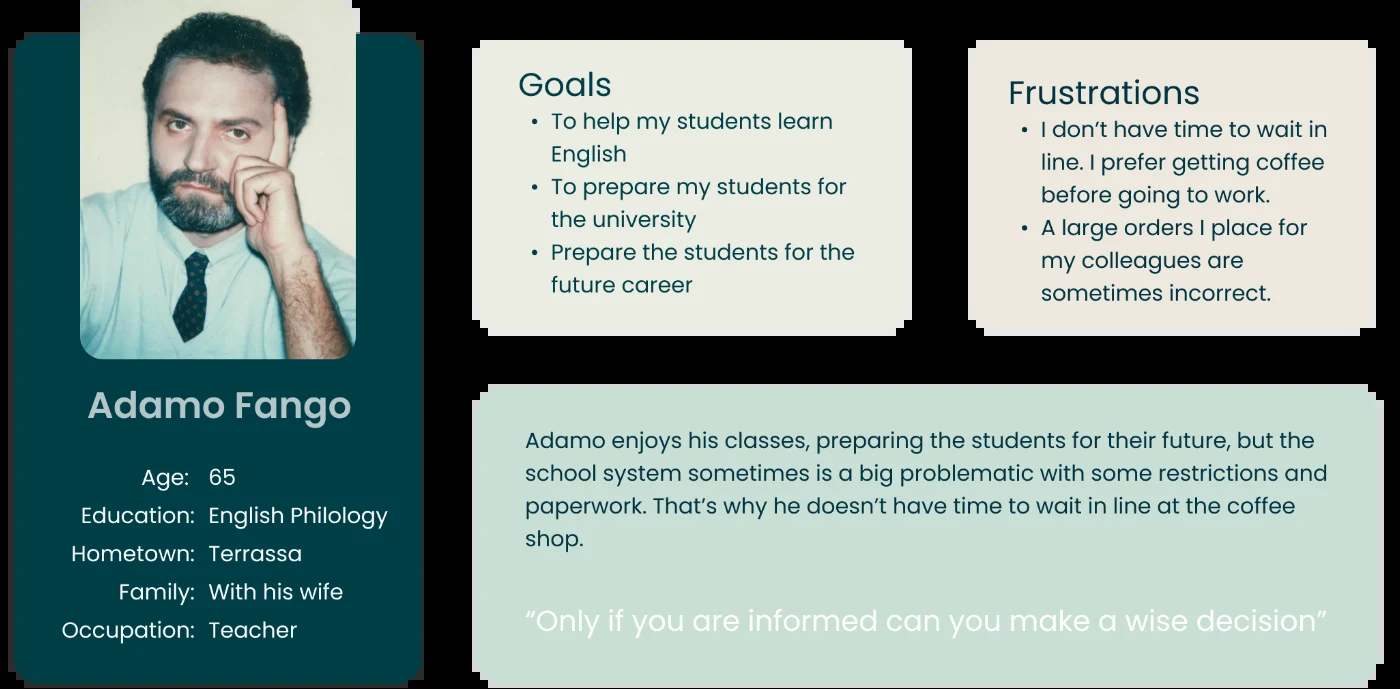 Adamo Fango
Age: 65
Education: English Philology
Hometown: Terrassa
Family: With his wife
Occupation: Teacher
Goals
• To help my students learn
English
• To prepare my students for
the university
• Prepare the students for the
future career
Frustrations
• I don’t have time to wait in
line. I prefer getting coffee
before going to work.
• A large orders I place for
my colleagues are
sometimes incorrect.
Adamo enjoys his classes, preparing the students for their future, but the
school system sometimes is a big problematic with some restrictions and
paperwork. That’s why he doesn’t have time to wait in line at the coffee
shop.
“Only if you are informed can you make a wise decision”